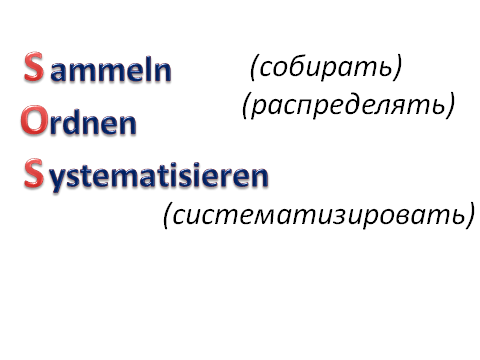 Sammeln (собирать)
(распределять)
Ordnen
Systematisieren
(систематизировать)